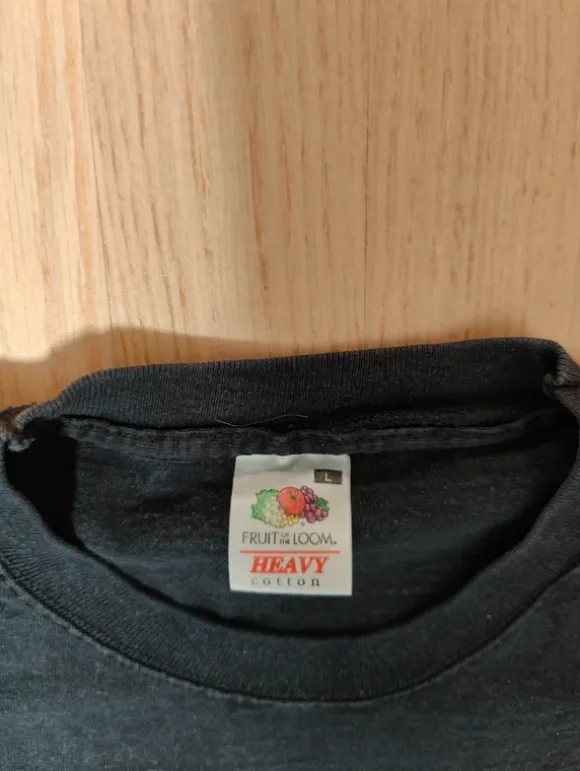 L
FRUIT OF THE LOOM
HEAVY
cotton